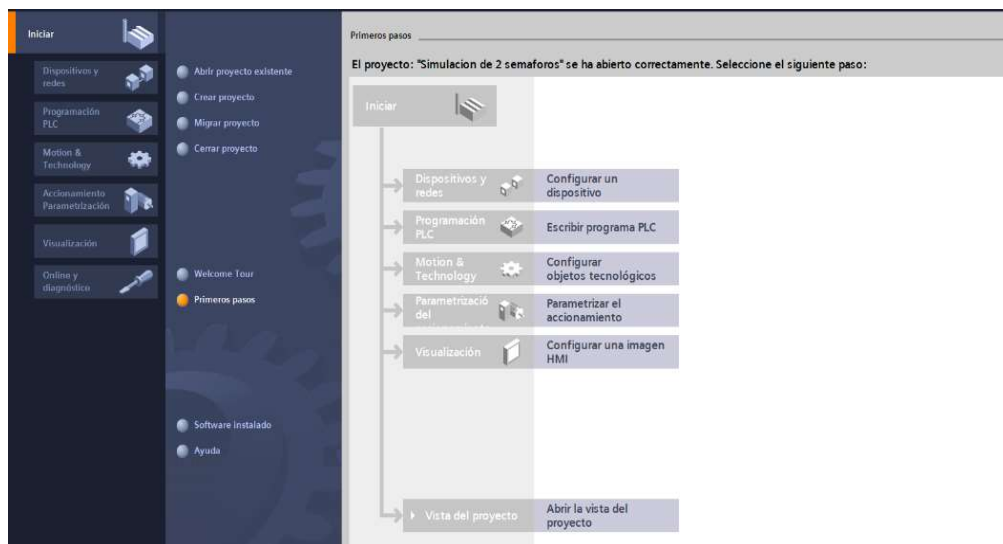 Iniciar
Dispositivos y
redes
Programación
PLC
Motion &
Technology
Accionamiento
Parametrización
Visualización
Online y
diagnóstico
Abrir proyecto existente
Crear proyecto
Migrar proyecto
Cerrar proyecto
Welcome Tour
Primeros pasos
Software instalado
Ayuda
Primeros pasos
El proyecto: "Simulacion de 2 semaforos" se ha abierto correctamente. Seleccione el siguiente paso:
Iniciar
Dispositivos y
redes
Configurar un
dispositivo
Programación
PLC
Escribir programa PLC
Motion &
Technology
Configurar
objetos tecnológicos
Parametrizació
del
Parametrizar el
accionamiento
Visualización
Configurar una imagen
HMI
Vista del proyecto
Abrir la vista del
proyecto